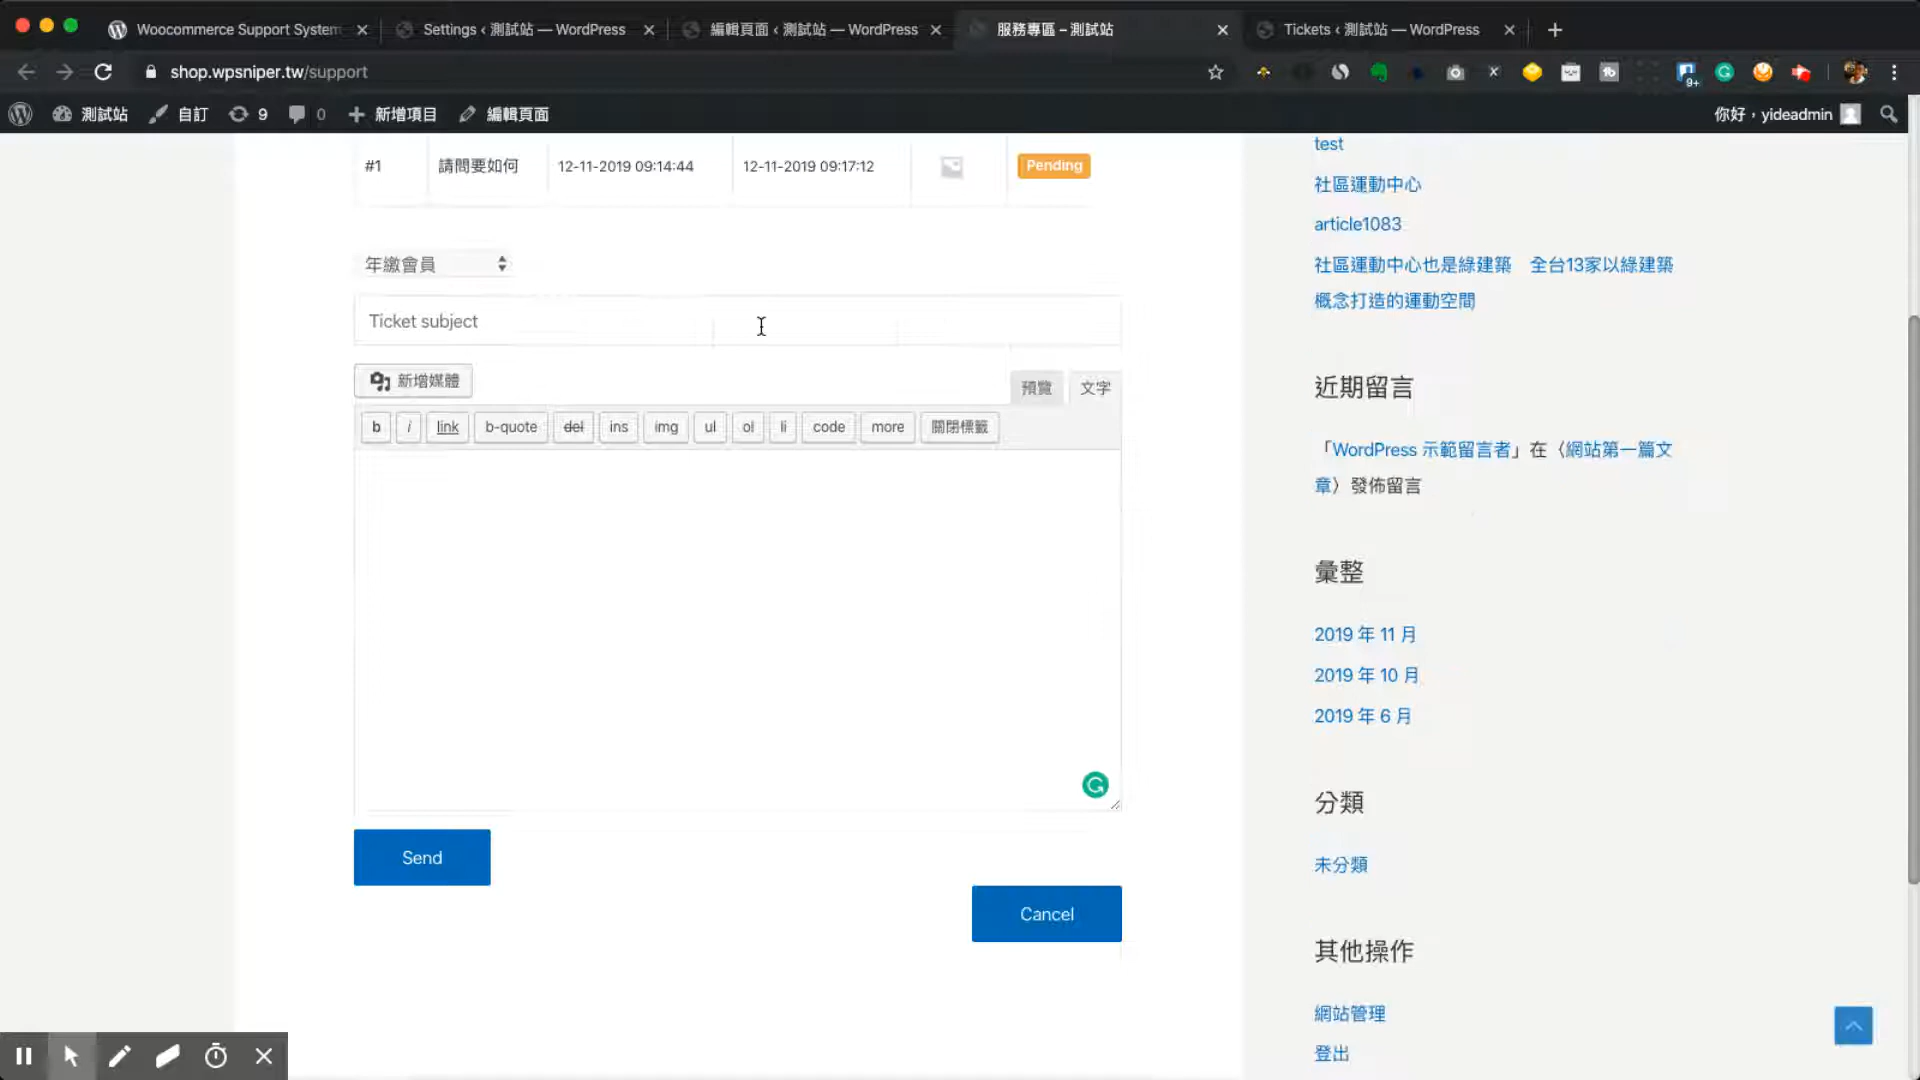 Woocommerce Support System
Settings ‹ 測試站 — WordPress
編輯頁面 ‹ 測試站 — WordPress
服務專區 – 測試站
Tickets ‹ 測試站 — WordPress
shop.wpsniper.tw/support
9+
測試站
自訂
9
0
新增項目
編輯頁面
你好，yideadmin
#1
請問要如何
12-11-2019 09:14:44
12-11-2019 09:17:12
Pending
年繳會員
Ticket subject
新增媒體
預覽
文字
b
i
link
b-quote
del
ins
img
ul
ol
li
code
more
關閉標籤
Send
Cancel
test
社區運動中心
article1083
社區運動中心也是綠建築　全台13家以綠建築
概念打造的運動空間
近期留言
「WordPress 示範留言者」在〈網站第一篇文
章〉發佈留言
彙整
2019 年 11 月
2019 年 10 月
2019 年 6 月
分類
未分類
其他操作
網站管理
登出